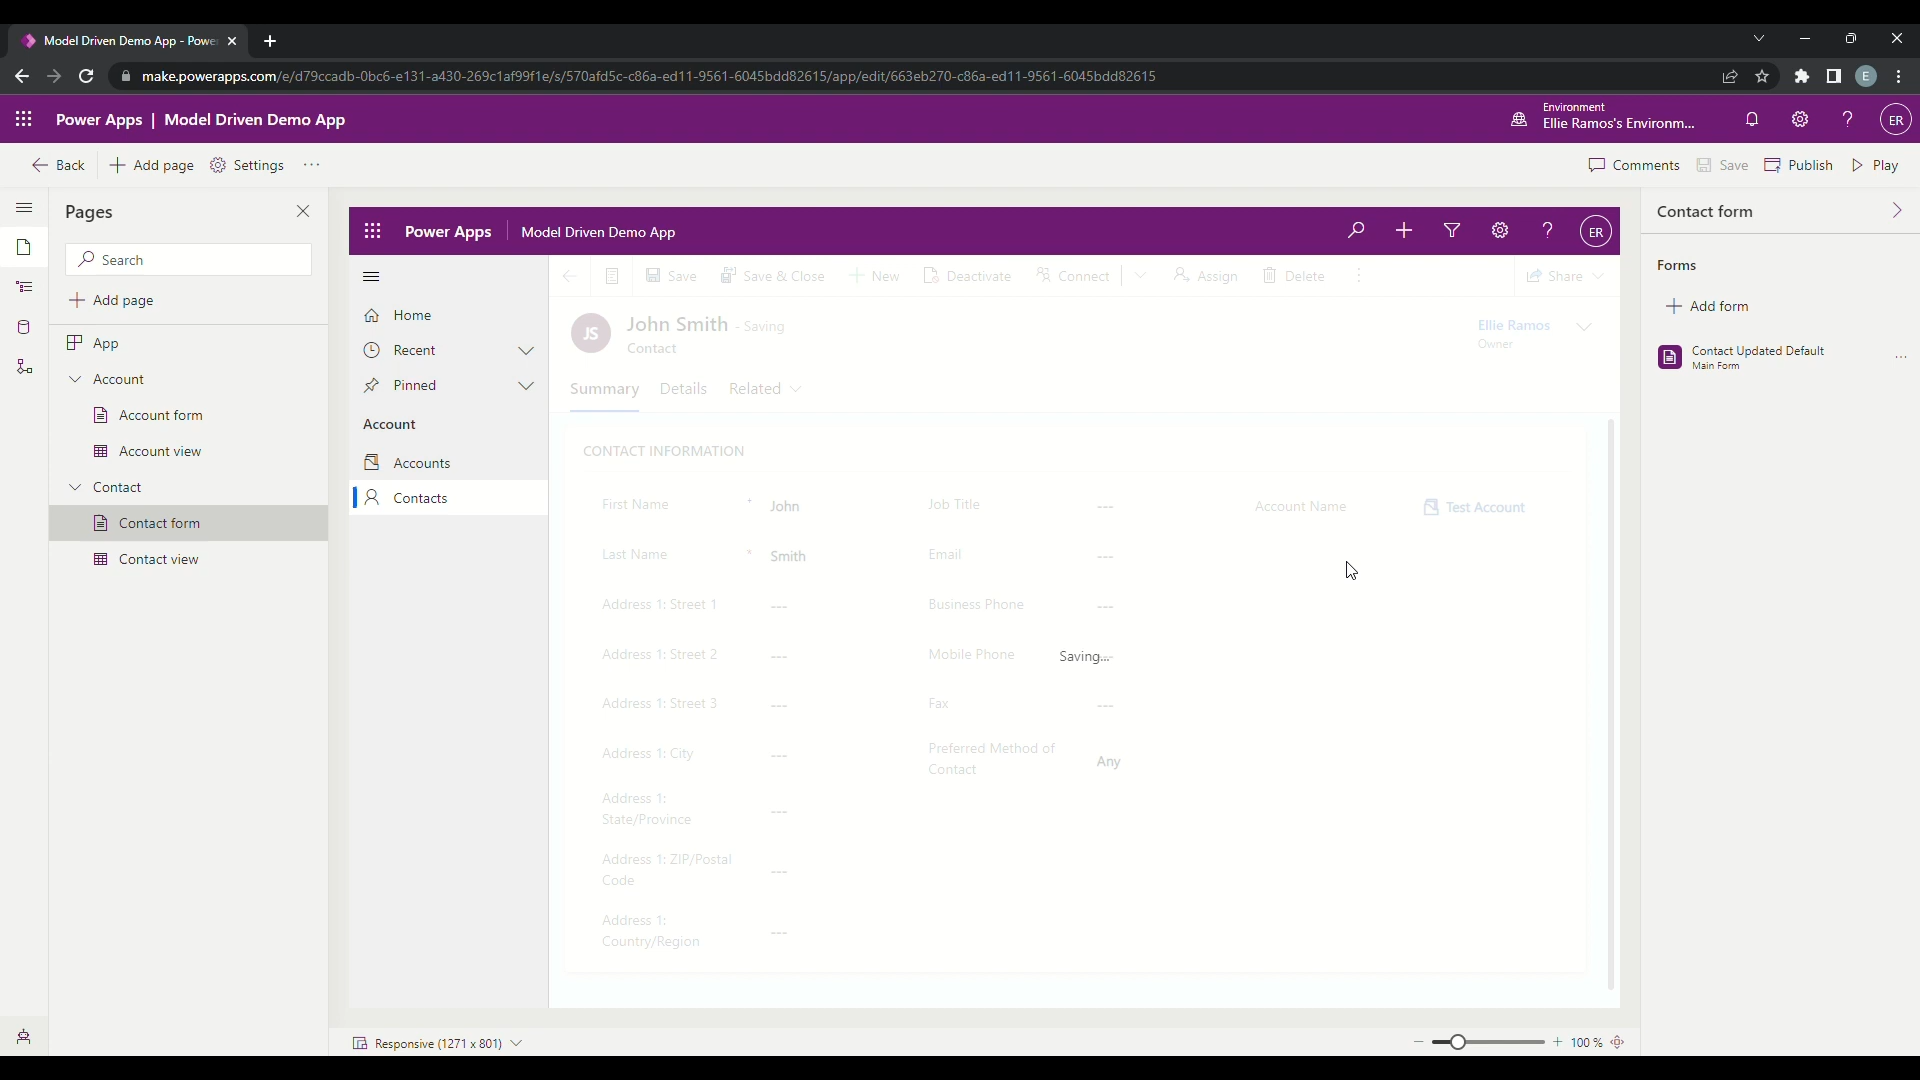 Model Driven Demo App - Powe
make.powerapps.com/e/d79ccadb-0bc6-e131-a430-269c1af99f1e/s/570afd5c-c86a-ed11-9561-6045bdd82615/app/edit/663eb270-c86a-ed11-9561-6045bdd82615
E
Power Apps | Model Driven Demo App
Environment
Ellie Ramos's Environm...
ER
Back
Add page
Settings
Comments
Save
Publish
Play
Pages
Search
Add page
App
Account
Account form
Account view
Contact
Contact form
Contact view
Power Apps
Model Driven Demo App
ER
Home
Recent
Pinned
Account
Accounts
Contacts
Save
Save & Close
New
Deactivate
Connect
Assign
Delete
Share
JS
John Smith - Saving
Contact
Ellie Ramos
Owner
Summary
Details
Related
CONTACT INFORMATION
First Name * John
Last Name * Smith
Address 1: Street 1 ---
Address 1: Street 2 ---
Address 1: Street 3 ---
Address 1: City ---
Address 1:
State/Province ---
Address 1: ZIP/Postal
Code ---
Address 1:
Country/Region ---
Job Title ---
Email ---
Business Phone ---
Mobile Phone ---
Saving...
Fax ---
Preferred Method of
Contact
Any
Account Name
Test Account
Responsive (1271 x 801)
100 %
Contact form
Forms
Add form
Contact Updated Default
Main Form